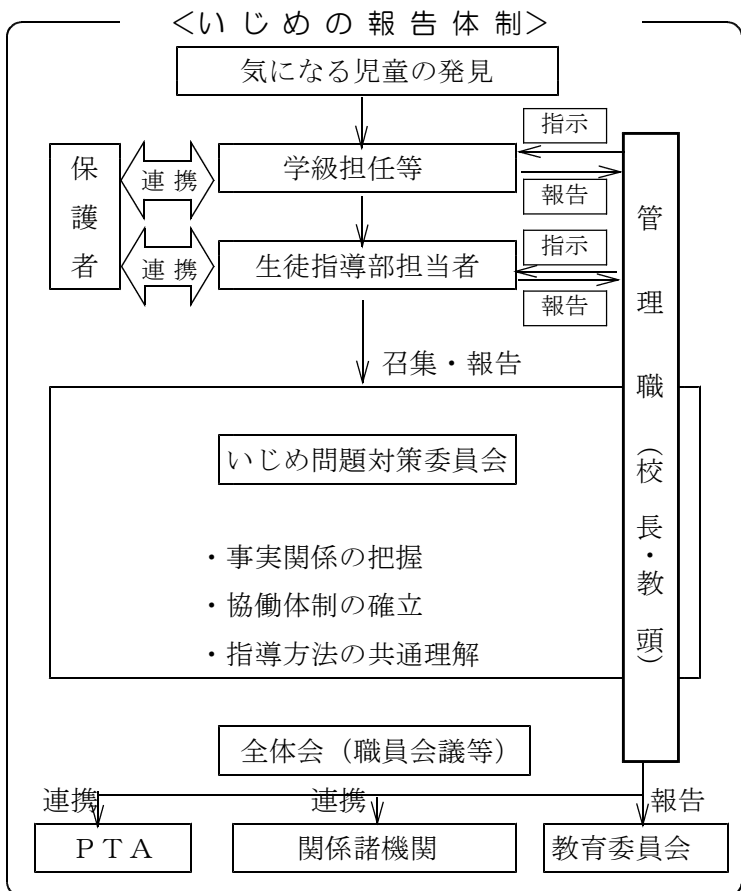 ＜いじめの報告体制＞
気になる児童の発見
指示
学級担任等
報告
保護者
連携
指示
生徒指導部担当者
報告
連携
管理職（校長・教頭）
召集・報告
いじめ問題対策委員会
・事実関係の把握
・協働体制の確立
・指導方法の共通理解
全体会（職員会議等）
連携
連携
報告
ＰＴＡ
関係諸機関
教育委員会